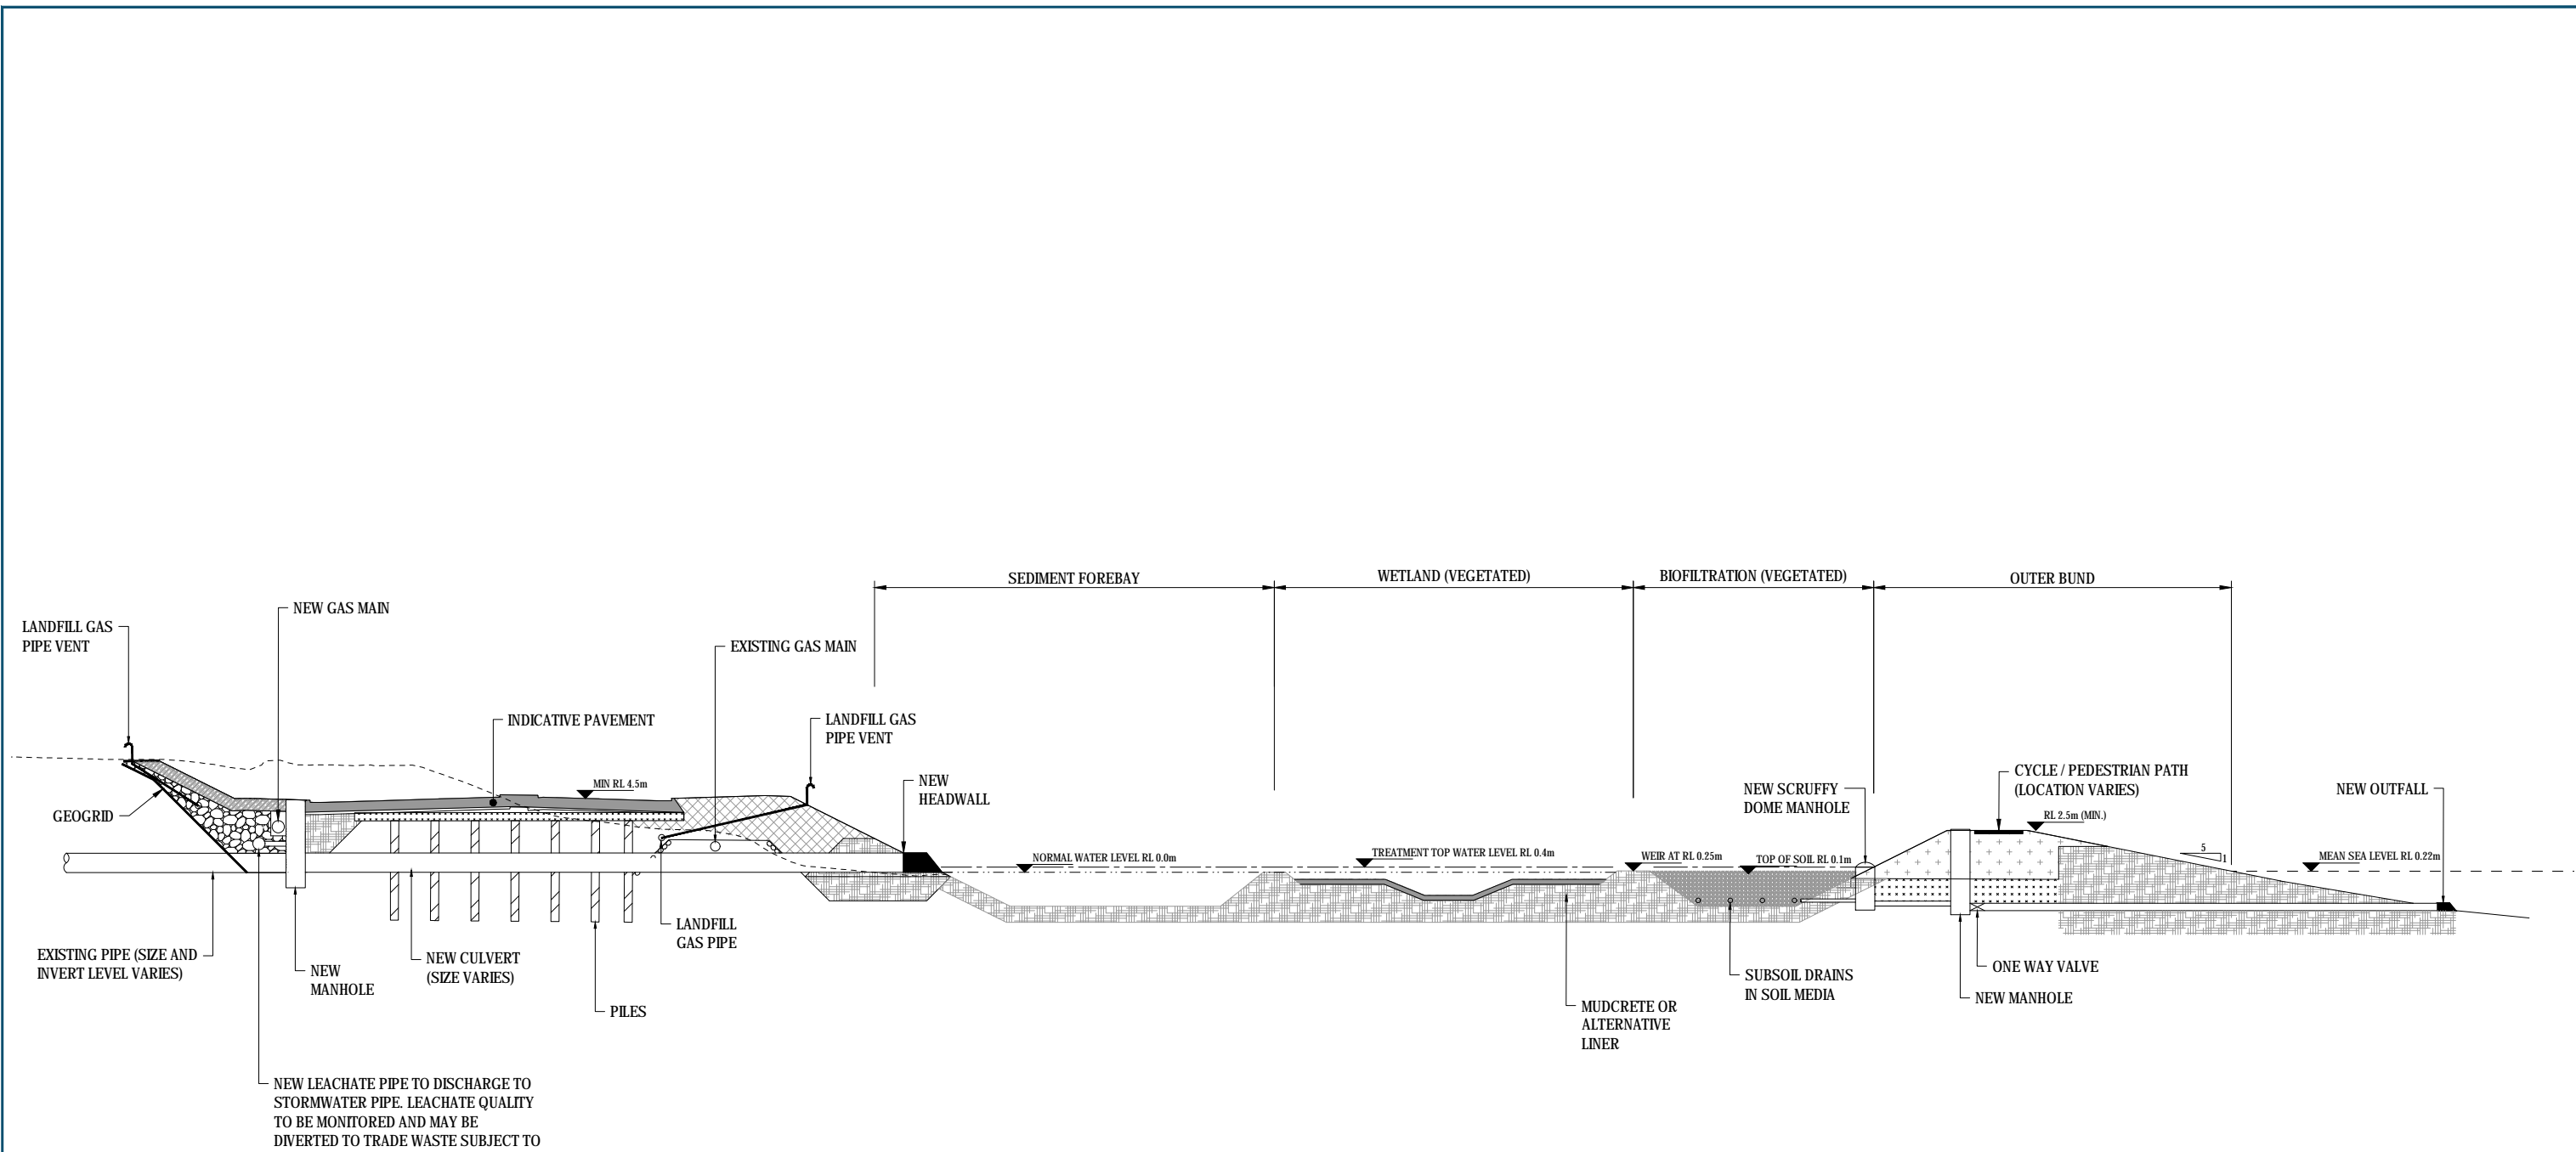 SEDIMENT FOREBAY
WETLAND (VEGETATED)
BIOFILTRATION (VEGETATED)
OUTER BUND
NEW GAS MAIN
LANDFILL GAS
PIPE VENT
EXISTING GAS MAIN
INDICATIVE PAVEMENT
LANDFILL GAS
PIPE VENT
MIN RL 4.5m
NEW
HEADWALL
GEOGRID
NEW SCRUFFY
DOME MANHOLE
CYCLE / PEDESTRIAN PATH
(LOCATION VARIES)
NEW OUTFALL
RL 2.5m (MIN.)
NORMAL WATER LEVEL RL 0.0m
TREATMENT TOP WATER LEVEL RL 0.4m
WEIR AT RL 0.25m
TOP OF SOIL RL 0.1m
5
1
MEAN SEA LEVEL RL 0.22m
EXISTING PIPE (SIZE AND
INVERT LEVEL VARIES)
NEW
MANHOLE
NEW CULVERT
(SIZE VARIES)
PILES
LANDFILL
GAS PIPE
MUDCRETE OR
ALTERNATIVE
LINER
SUBSOIL DRAINS
IN SOIL MEDIA
ONE WAY VALVE
NEW MANHOLE
NEW LEACHATE PIPE TO DISCHARGE TO
STORMWATER PIPE. LEACHATE QUALITY
TO BE MONITORED AND MAY BE
DIVERTED TO TRADE WASTE SUBJECT TO